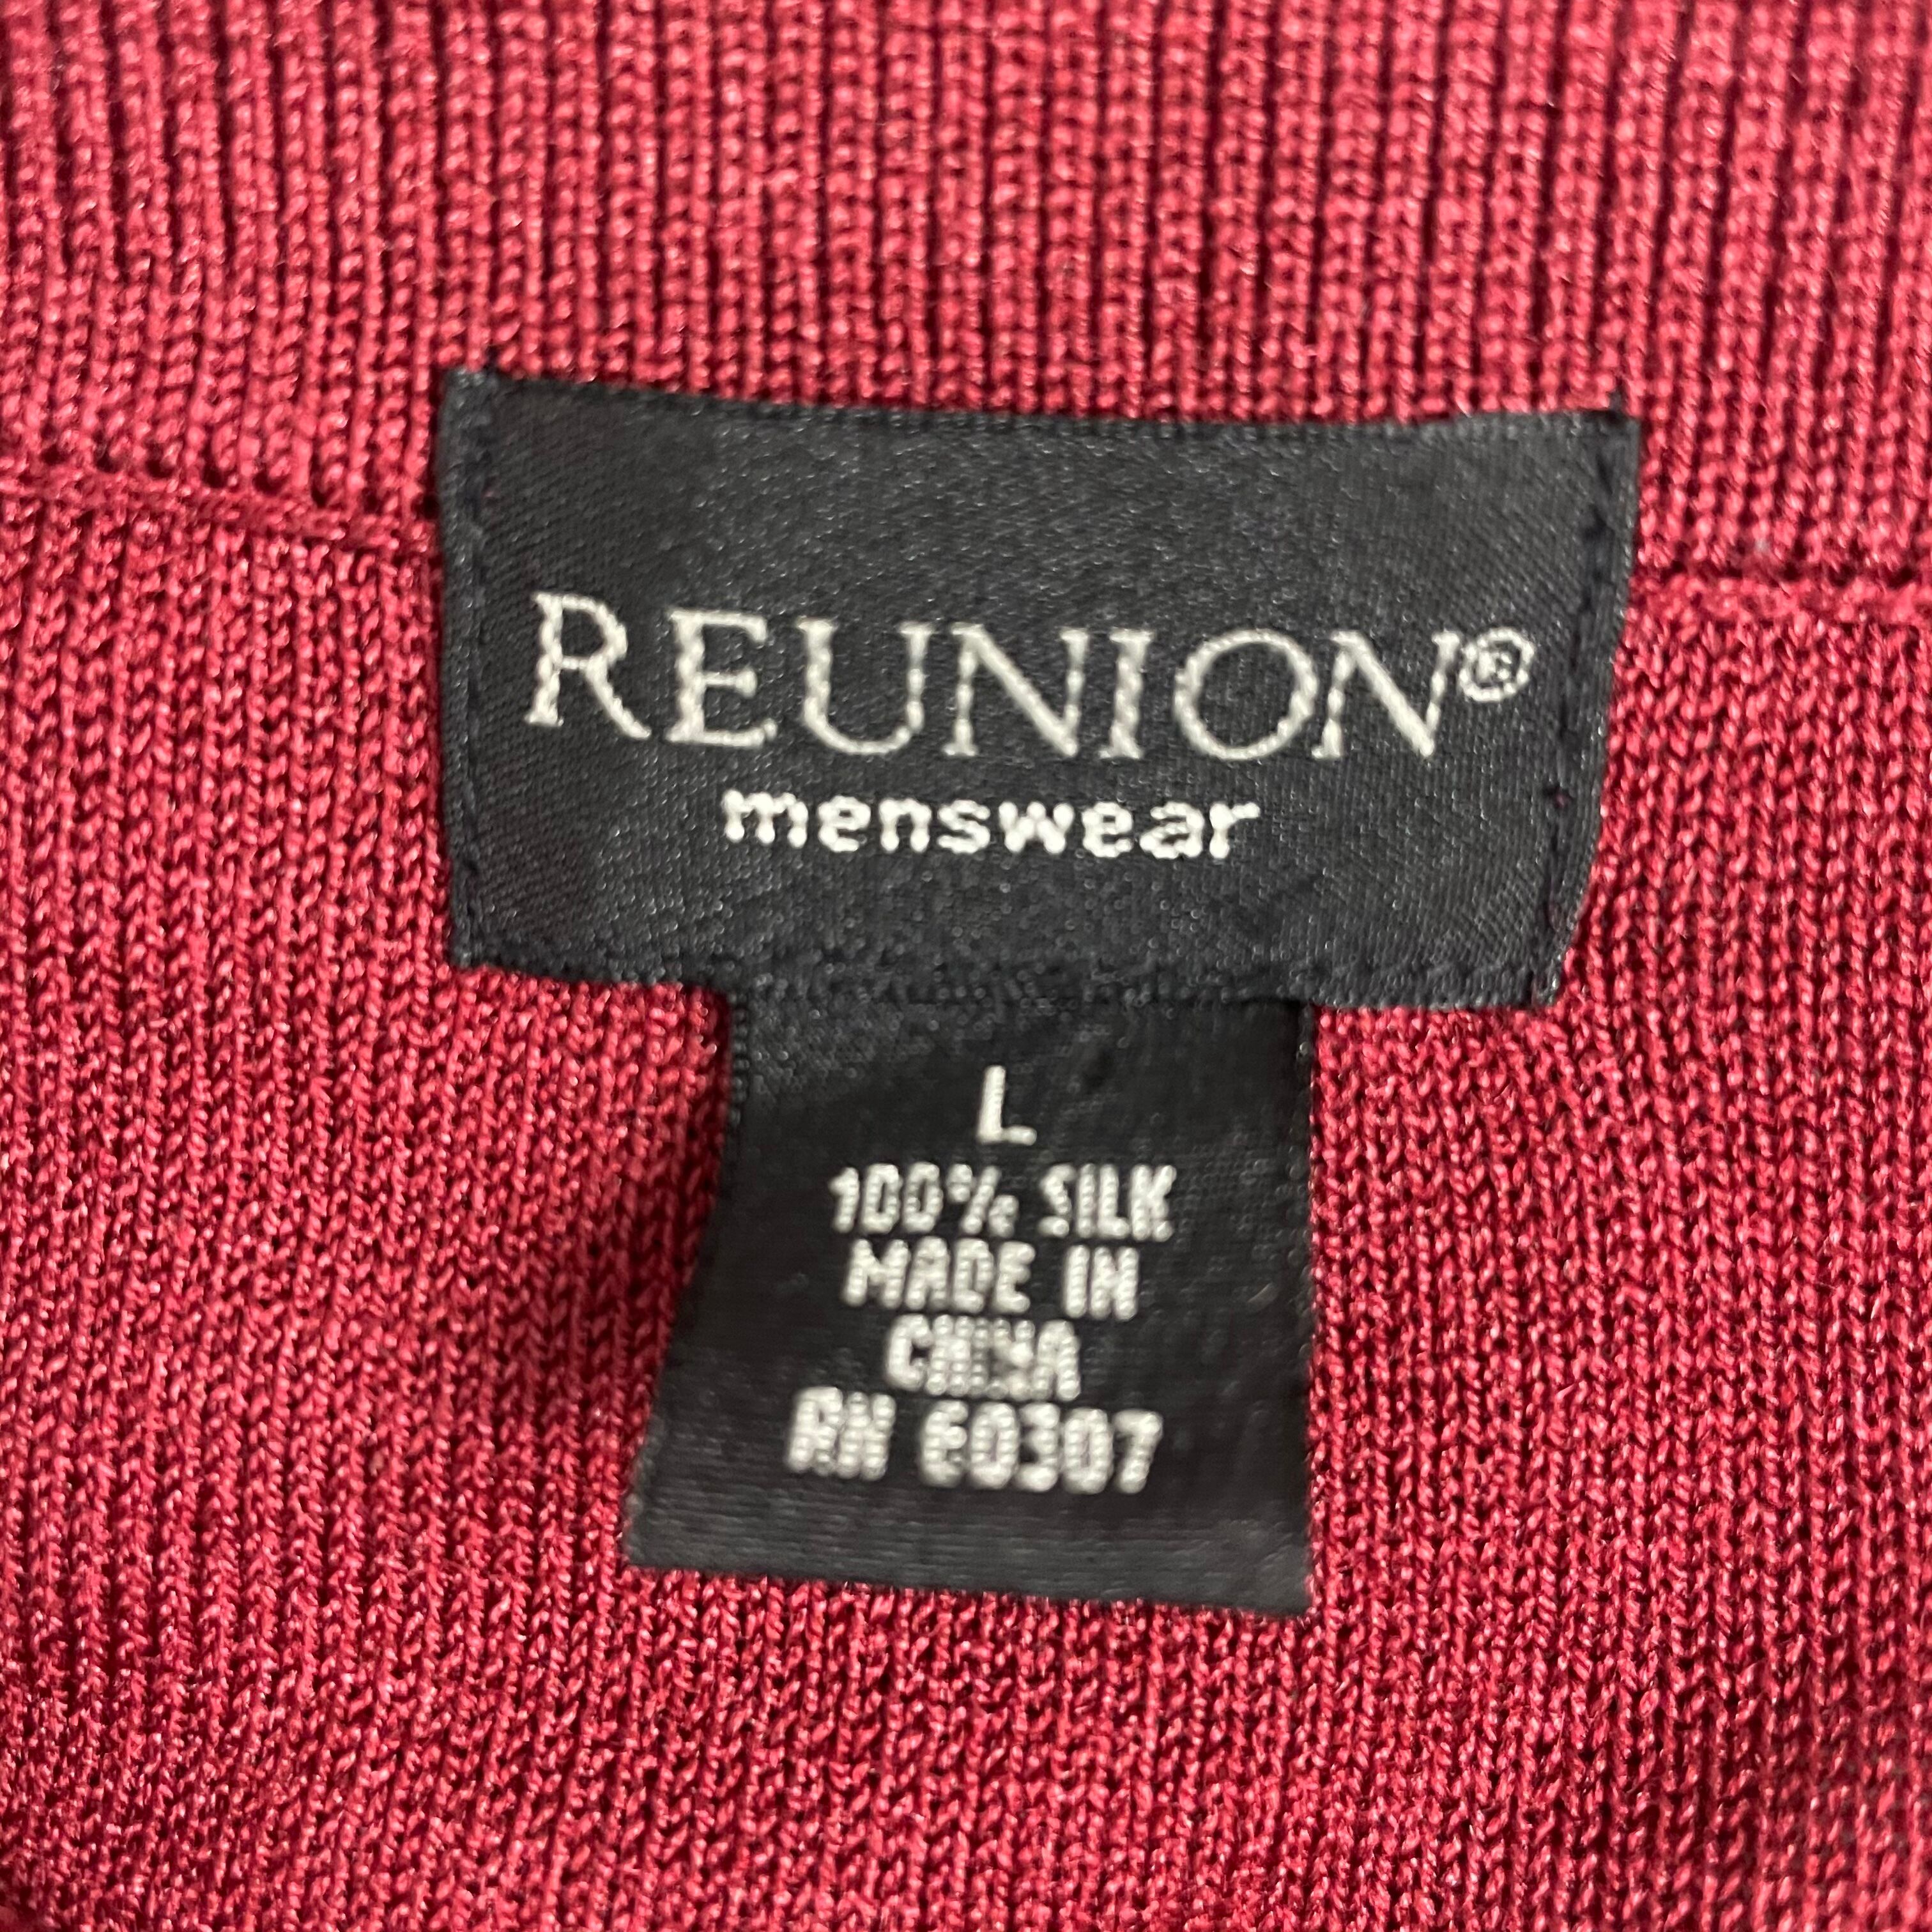 REUNION®
menswear
L
100% SILK
MADE IN
CHINA
RN 60307